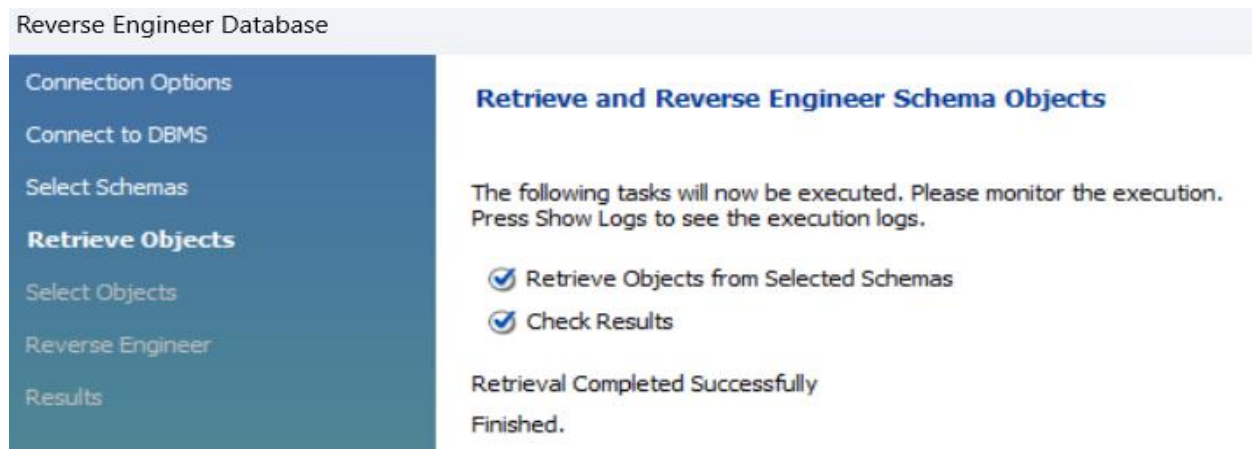 Reverse Engineer Database
Connection Options
Connect to DBMS
Select Schemas
Retrieve Objects
Select Objects
Reverse Engineer
Results
Retrieve and Reverse Engineer Schema Objects
The following tasks will now be executed. Please monitor the execution.
Press Show Logs to see the execution logs.
Retrieve Objects from Selected Schemas
Check Results
Retrieval Completed Successfully
Finished.